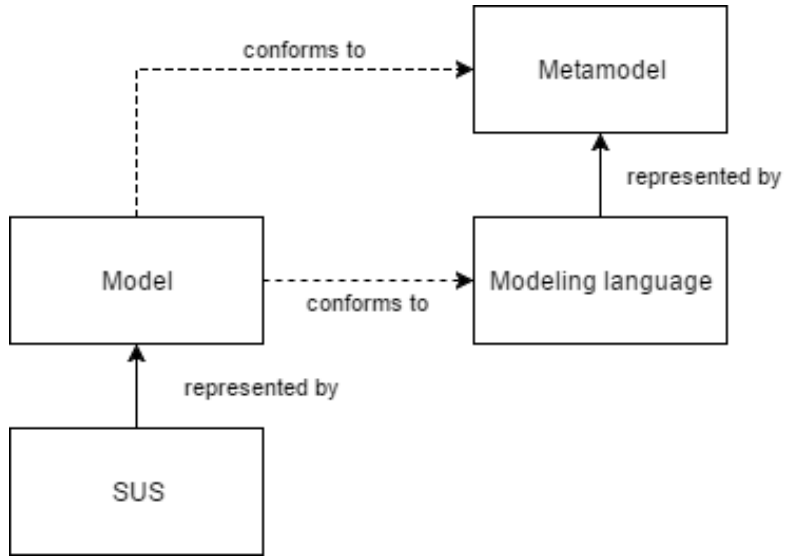 conforms to
Metamodel
represented by
Model
Modeling language
conforms to
represented by
SUS